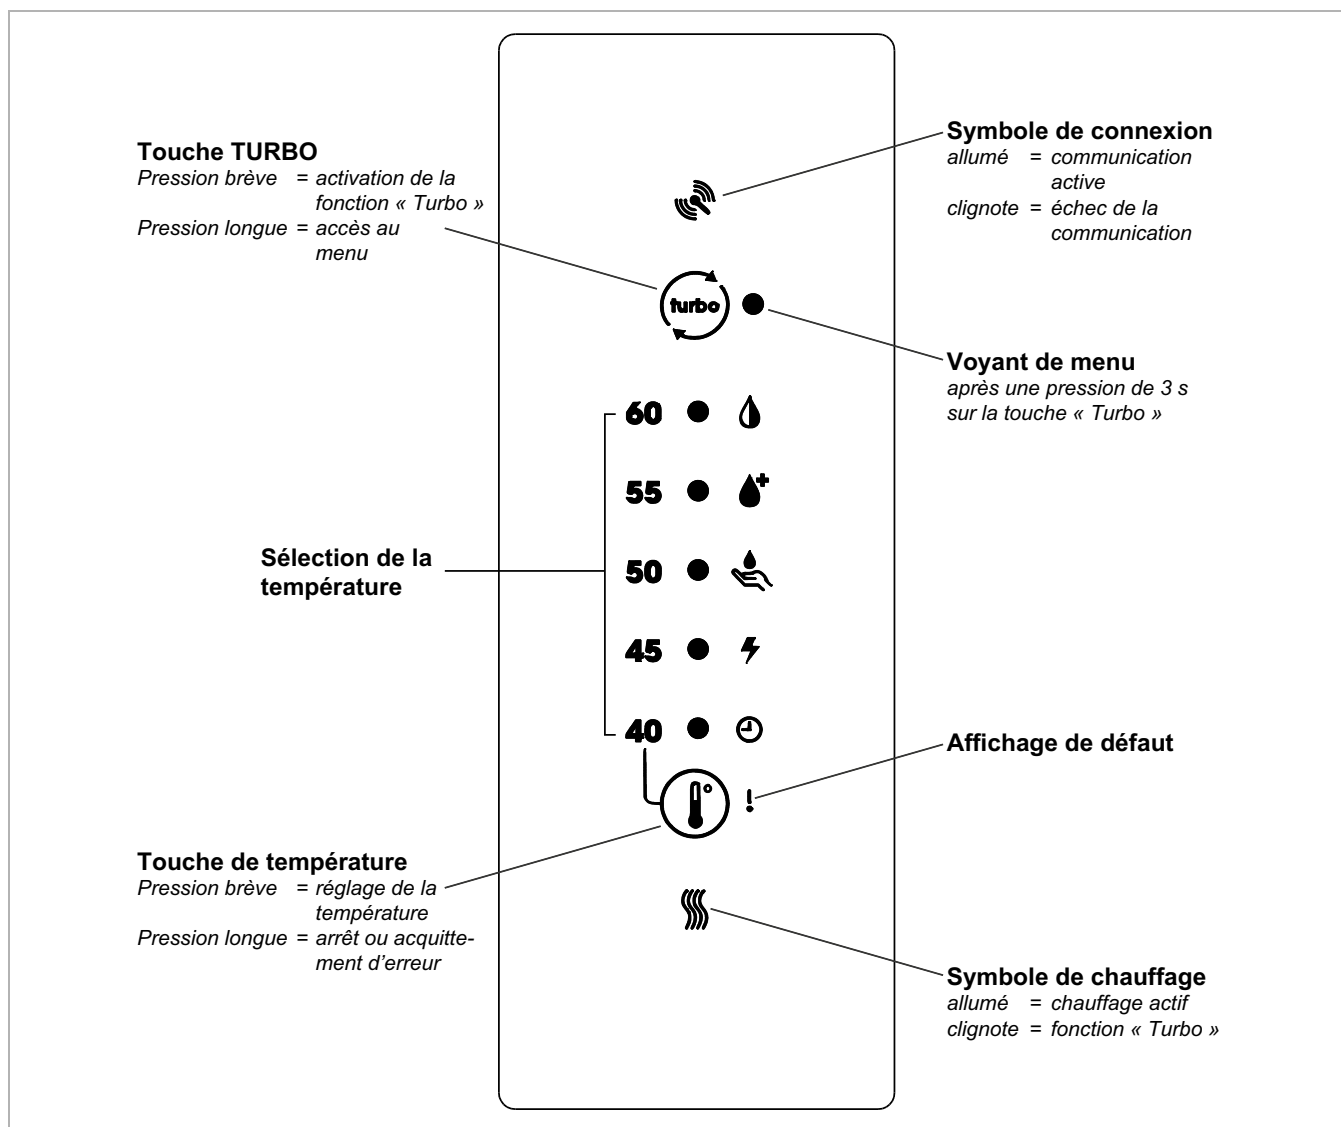 Touche TURBO
Pression brève = activation de la
fonction « Turbo »
Pression longue = accès au
menu
Symbole de connexion
allumé = communication
active
clignote = échec de la
communication
turbo
Voyant de menu
après une pression de 3 s
sur la touche « Turbo »
60
55
Sélection de la
température
50
45
40
Affichage de défaut
!
Touche de température
Pression brève = réglage de la
température
Pression longue = arrêt ou acquitte-
ment d’erreur
Symbole de chauffage
allumé = chauffage actif
clignote = fonction « Turbo »